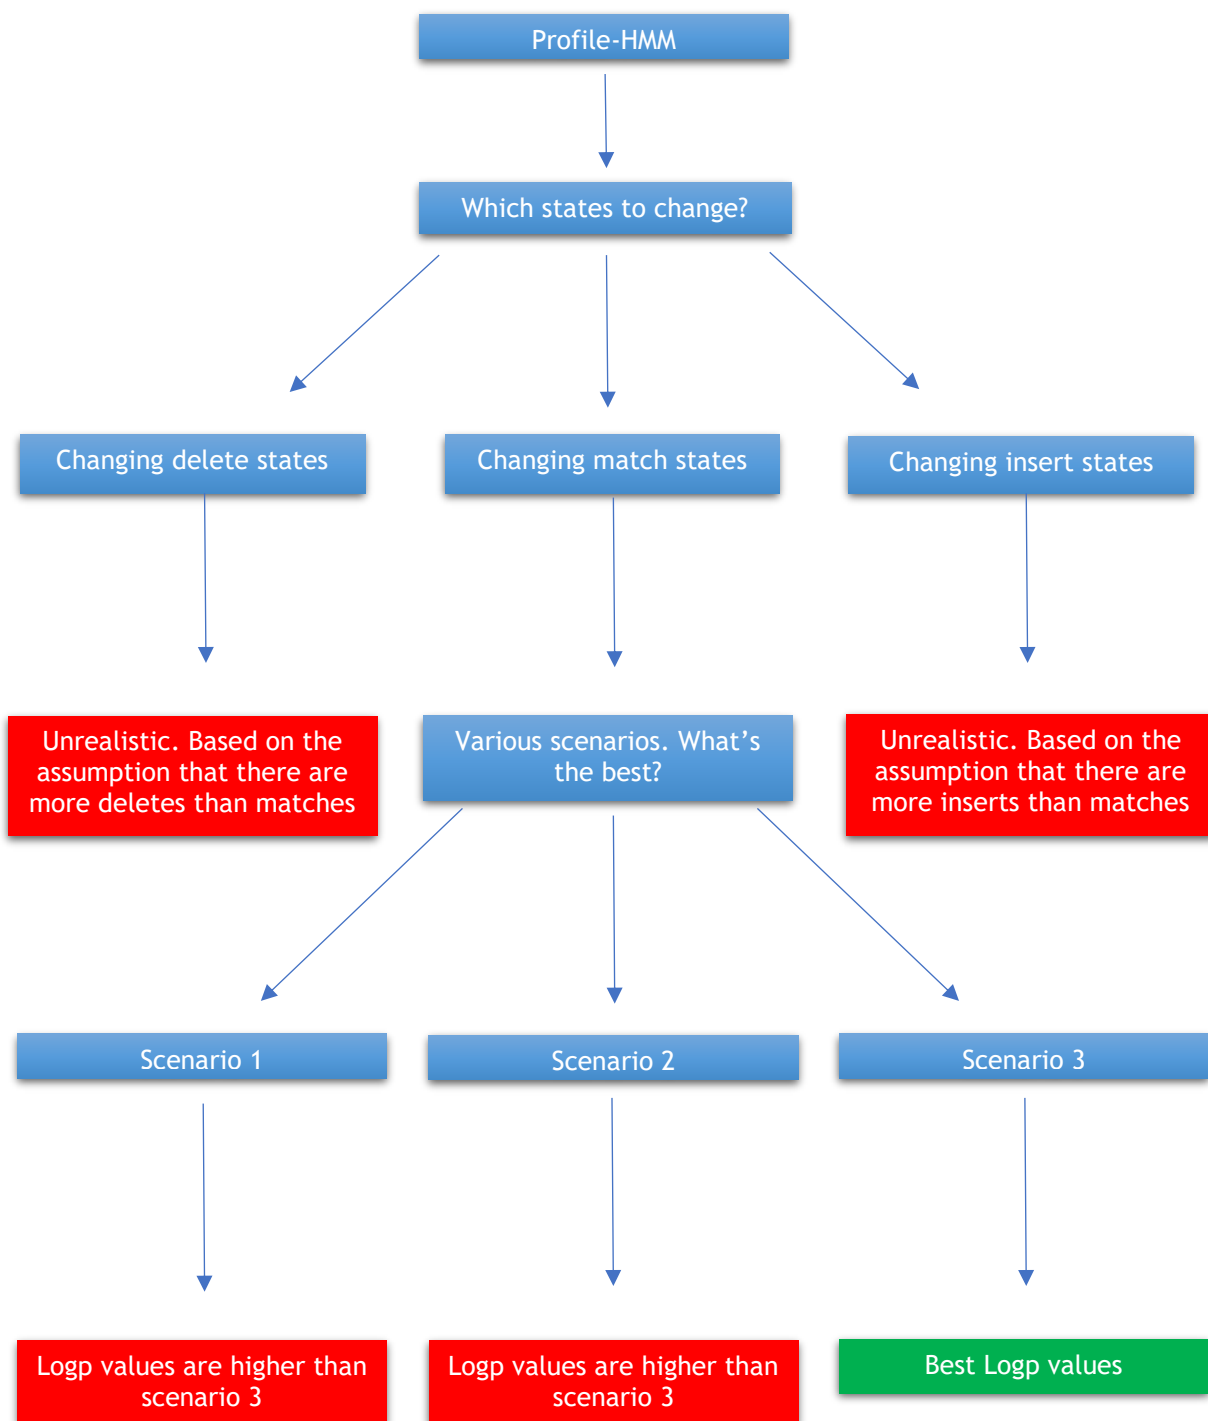 Profile-HMM
Which states to change?
Changing delete states
Changing match states
Changing insert states
Unrealistic. Based on the
assumption that there are
more deletes than matches
Various scenarios. What’s
the best?
Unrealistic. Based on the
assumption that there are
more inserts than matches
Scenario 1
Scenario 2
Scenario 3
Logp values are higher than
scenario 3
Logp values are higher than
scenario 3
Best Logp values